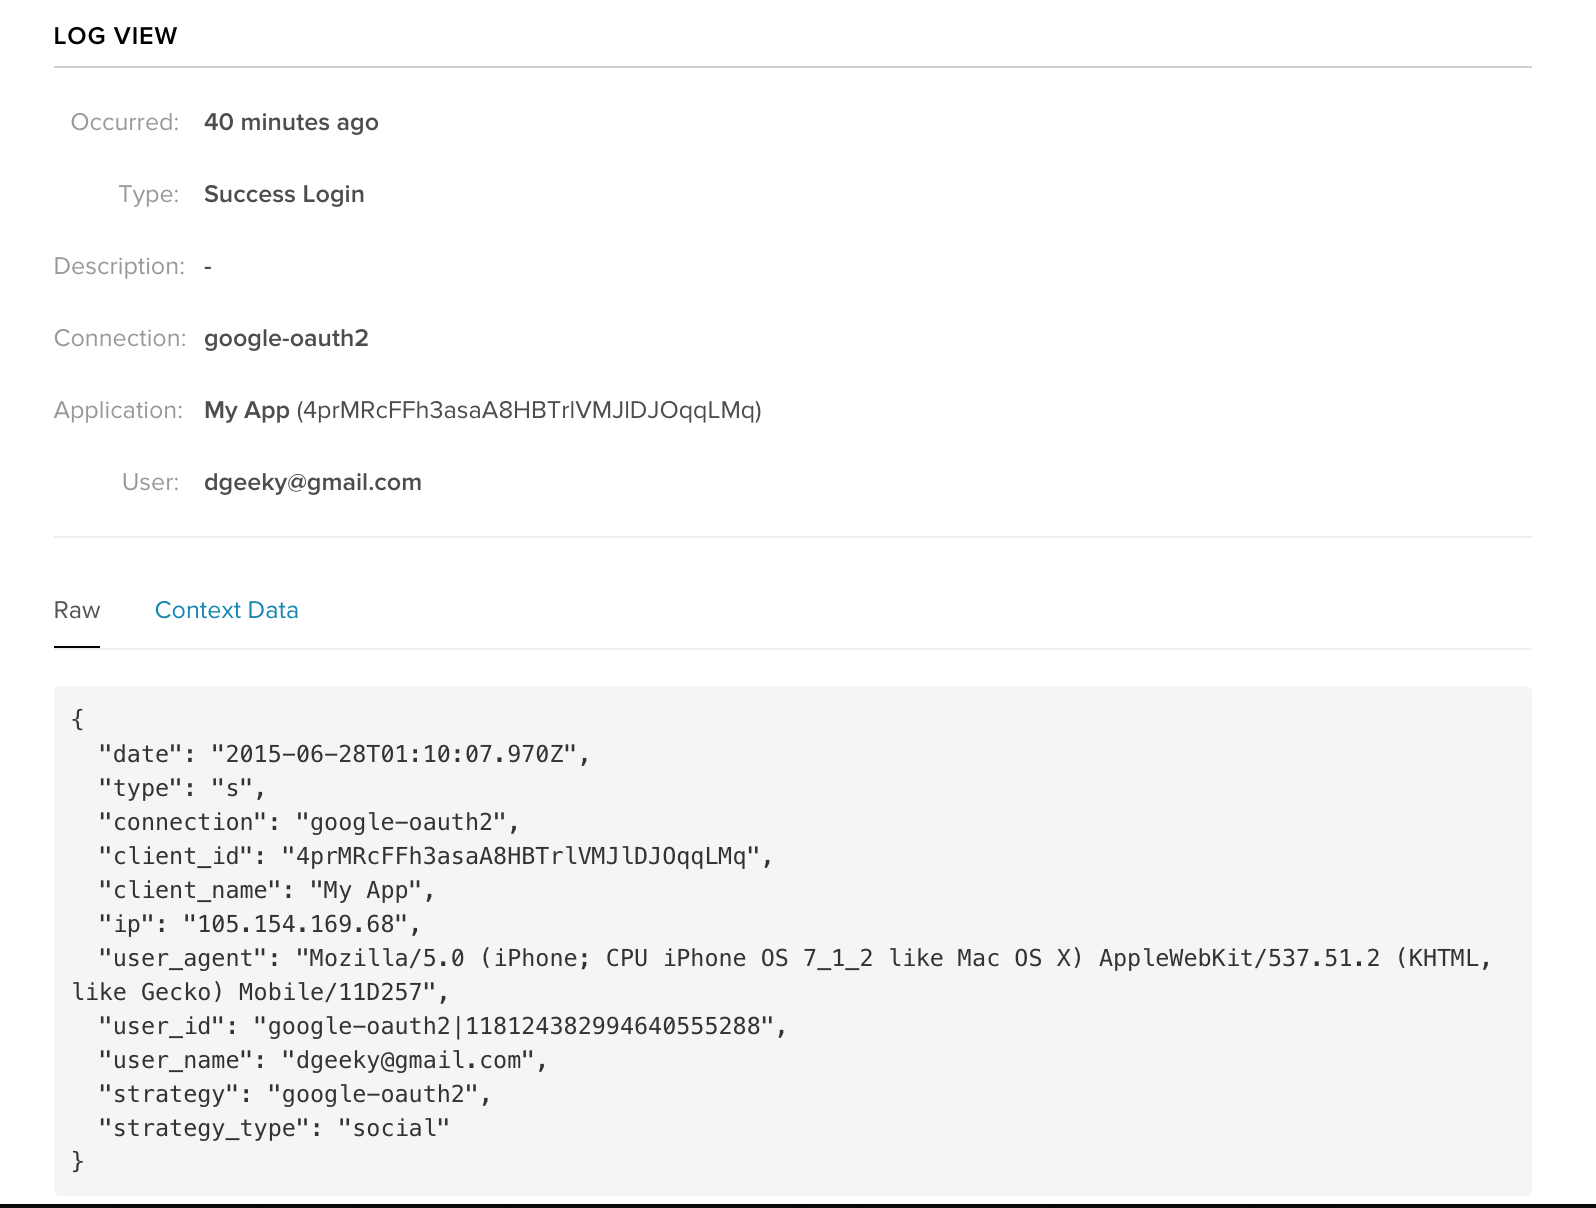 LOG VIEW
Occurred: 40 minutes ago
Type: Success Login
Description: -
Connection: google-oauth2
Application: My App (4prMRcFFh3asaA8HBTrlVMJlDJOqqLMq)
User: dgeeky@gmail.com
Raw Context Data
{
  "date": "2015-06-28T01:10:07.970Z",
  "type": "s",
  "connection": "google-oauth2",
  "client_id": "4prMRcFFh3asaA8HBTrlVMJlDJOqqLMq",
  "client_name": "My App",
  "ip": "105.154.169.68",
  "user_agent": "Mozilla/5.0 (iPhone; CPU iPhone OS 7_1_2 like Mac OS X) AppleWebKit/537.51.2 (KHTML,
like Gecko) Mobile/11D257",
  "user_id": "google-oauth2|118124382994640555288",
  "user_name": "dgeeky@gmail.com",
  "strategy": "google-oauth2",
  "strategy_type": "social"
}